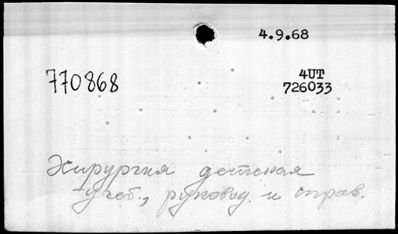 4.9.68
770868
4UT
726033
Хирургия детская
учеб., руковод. и справ.